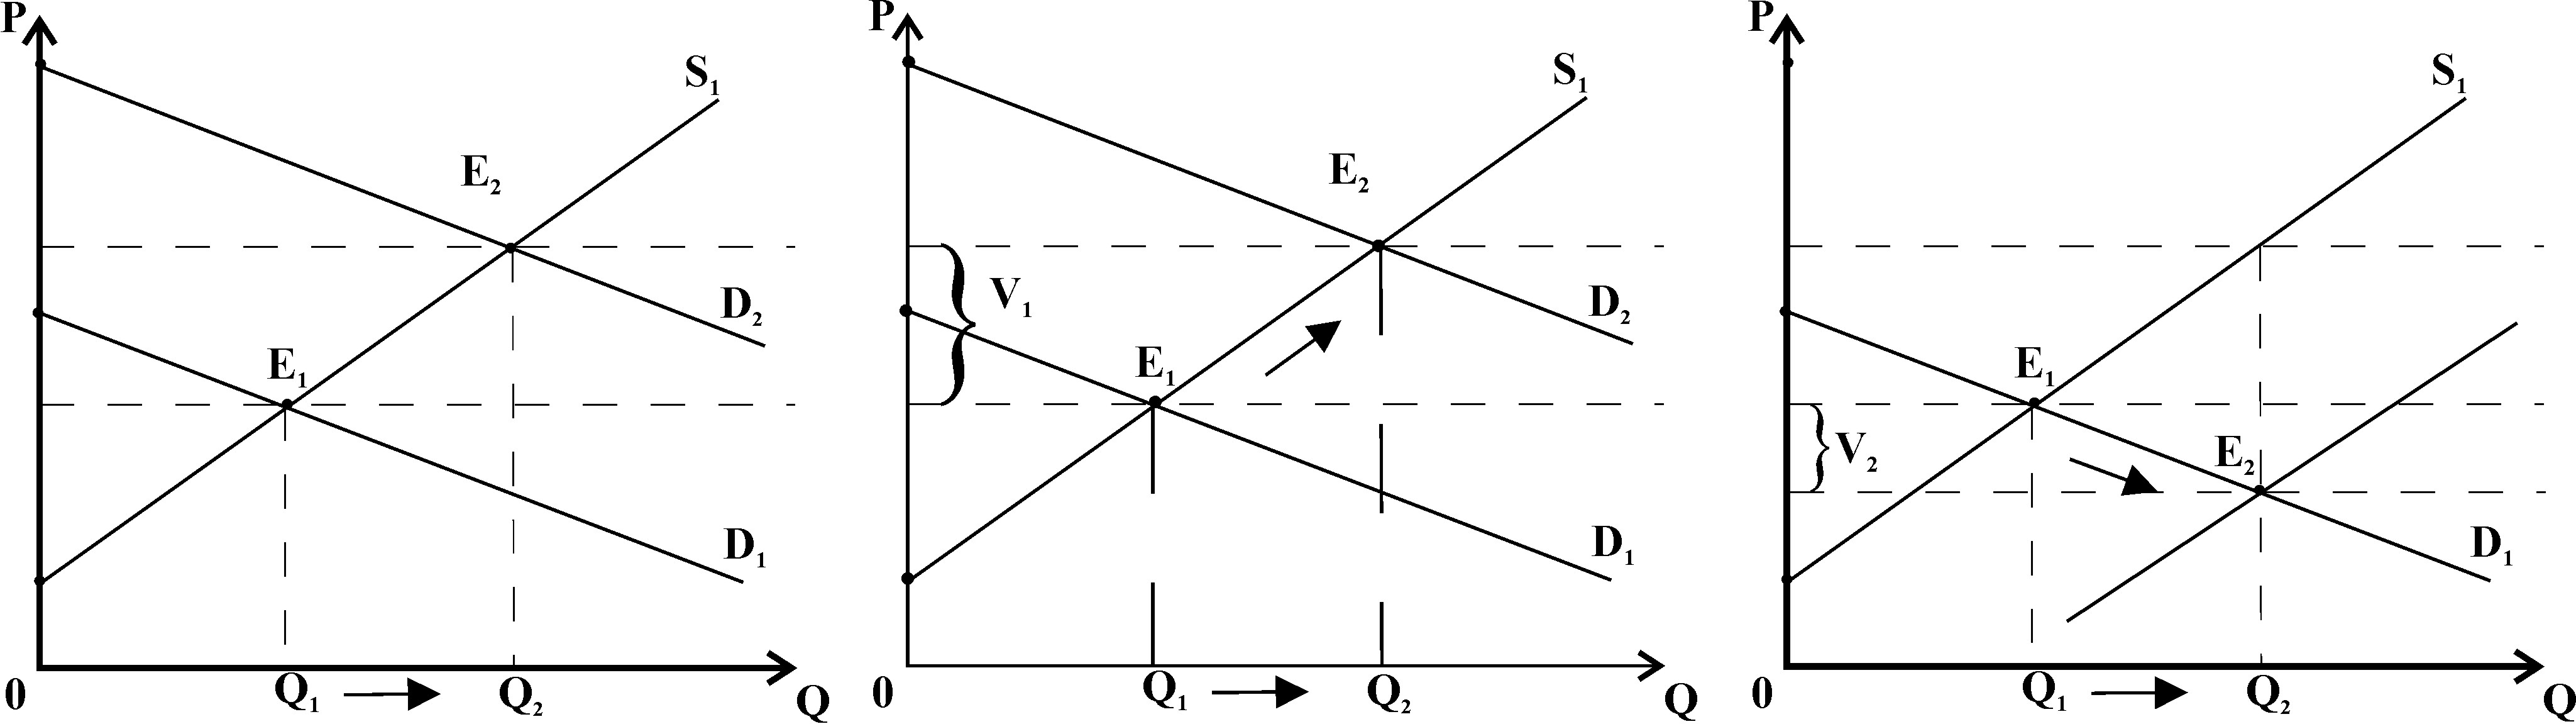 P
S₁
E₂
D₂
E₁
D₁
0
Q₁
Q₂
Q
P
S₁
E₂
V₁
D₂
E₁
D₁
0
Q₁
Q₂
Q
P
S₁
E₁
V₂
E₂
D₁
0
Q₁
Q₂
Q